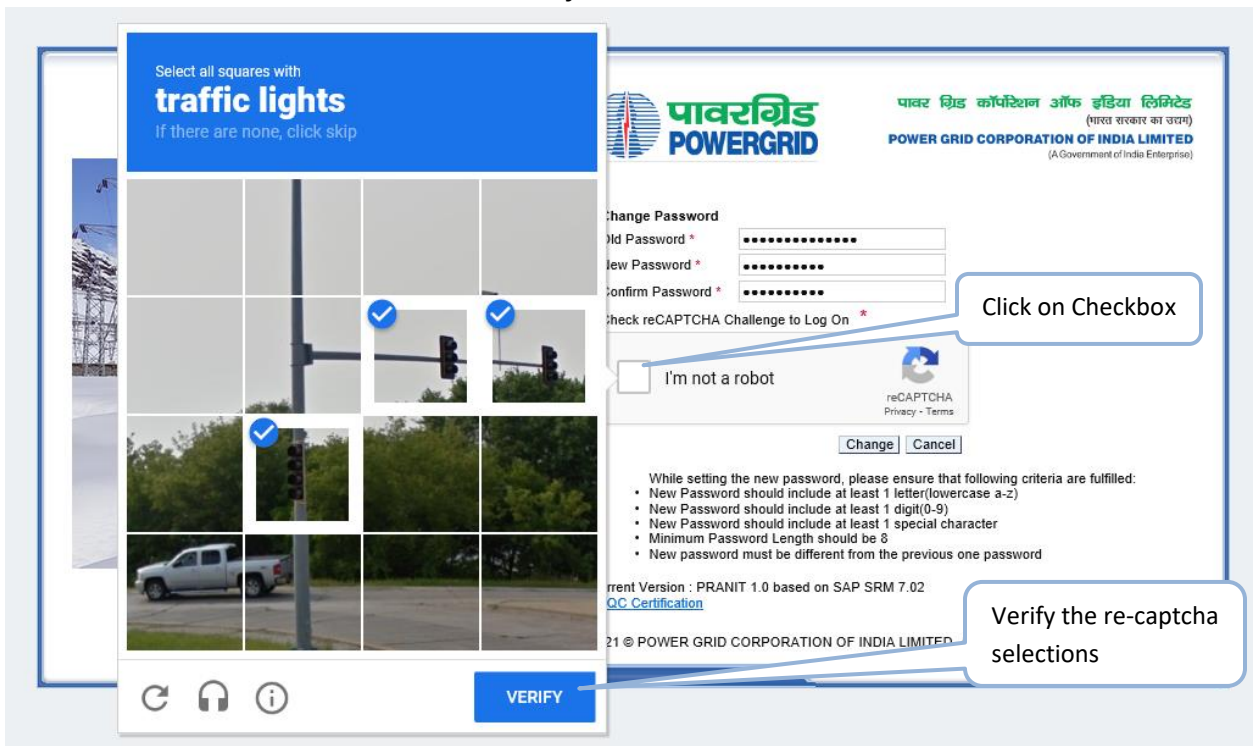 Select all squares with
traffic lights
If there are none, click skip
पावरग्रिड
POWERGRID
पावर ग्रिड कॉर्पोरेशन ऑफ इंडिया लिमिटेड
(भारत सरकार का उद्यम)
POWER GRID CORPORATION OF INDIA LIMITED
(A Government of India Enterprise)
hange Password
ld Password *
ew Password *
onfirm Password *
heck reCAPTCHA Challenge to Log On *
Click on Checkbox
I'm not a robot
reCAPTCHA
Privacy - Terms
Change Cancel
While setting the new password, please ensure that following criteria are fulfilled:
• New Password should include at least 1 letter(lowercase a-z)
• New Password should include at least 1 digit(0-9)
• New Password should include at least 1 special character
• Minimum Password Length should be 8
• New password must be different from the previous one password
rrent Version : PRANIT 1.0 based on SAP SRM 7.02
QC Certification
21 © POWER GRID CORPORATION OF INDIA LIMITED
Verify the re-captcha
selections
VERIFY